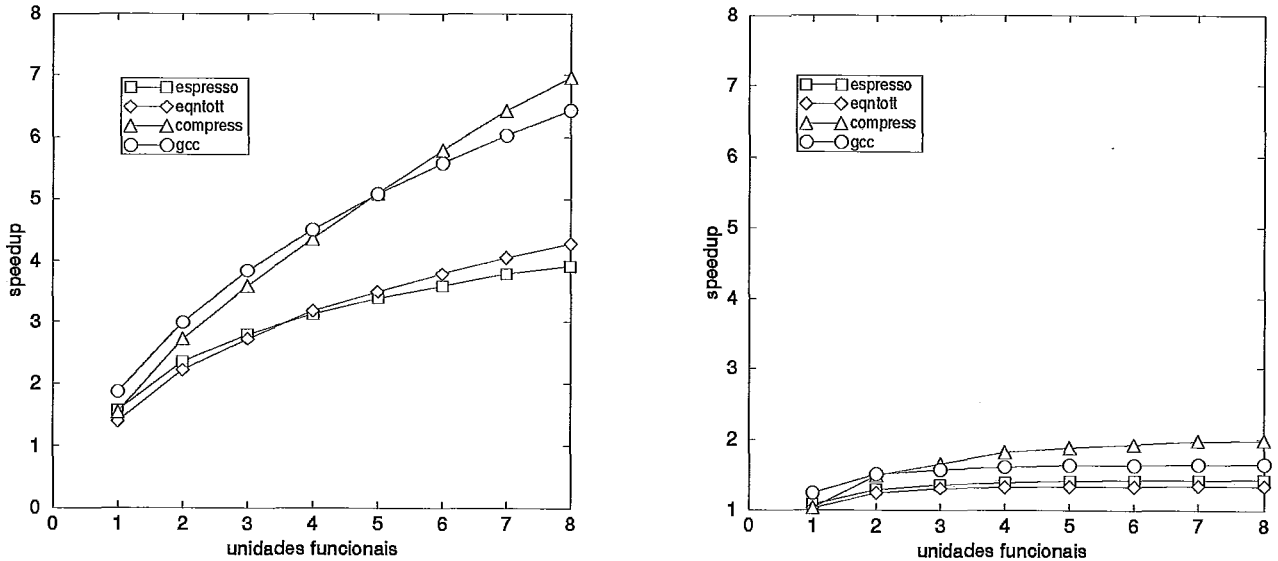 8
7
6
5
4
3
2
1
0
speedup
espresso
eqntott
compress
gcc
0 1 2 3 4 5 6 7 8
unidades funcionais
8
7
6
5
4
3
2
1
speedup
espresso
eqntott
compress
gcc
0 1 2 3 4 5 6 7 8
unidades funcionais